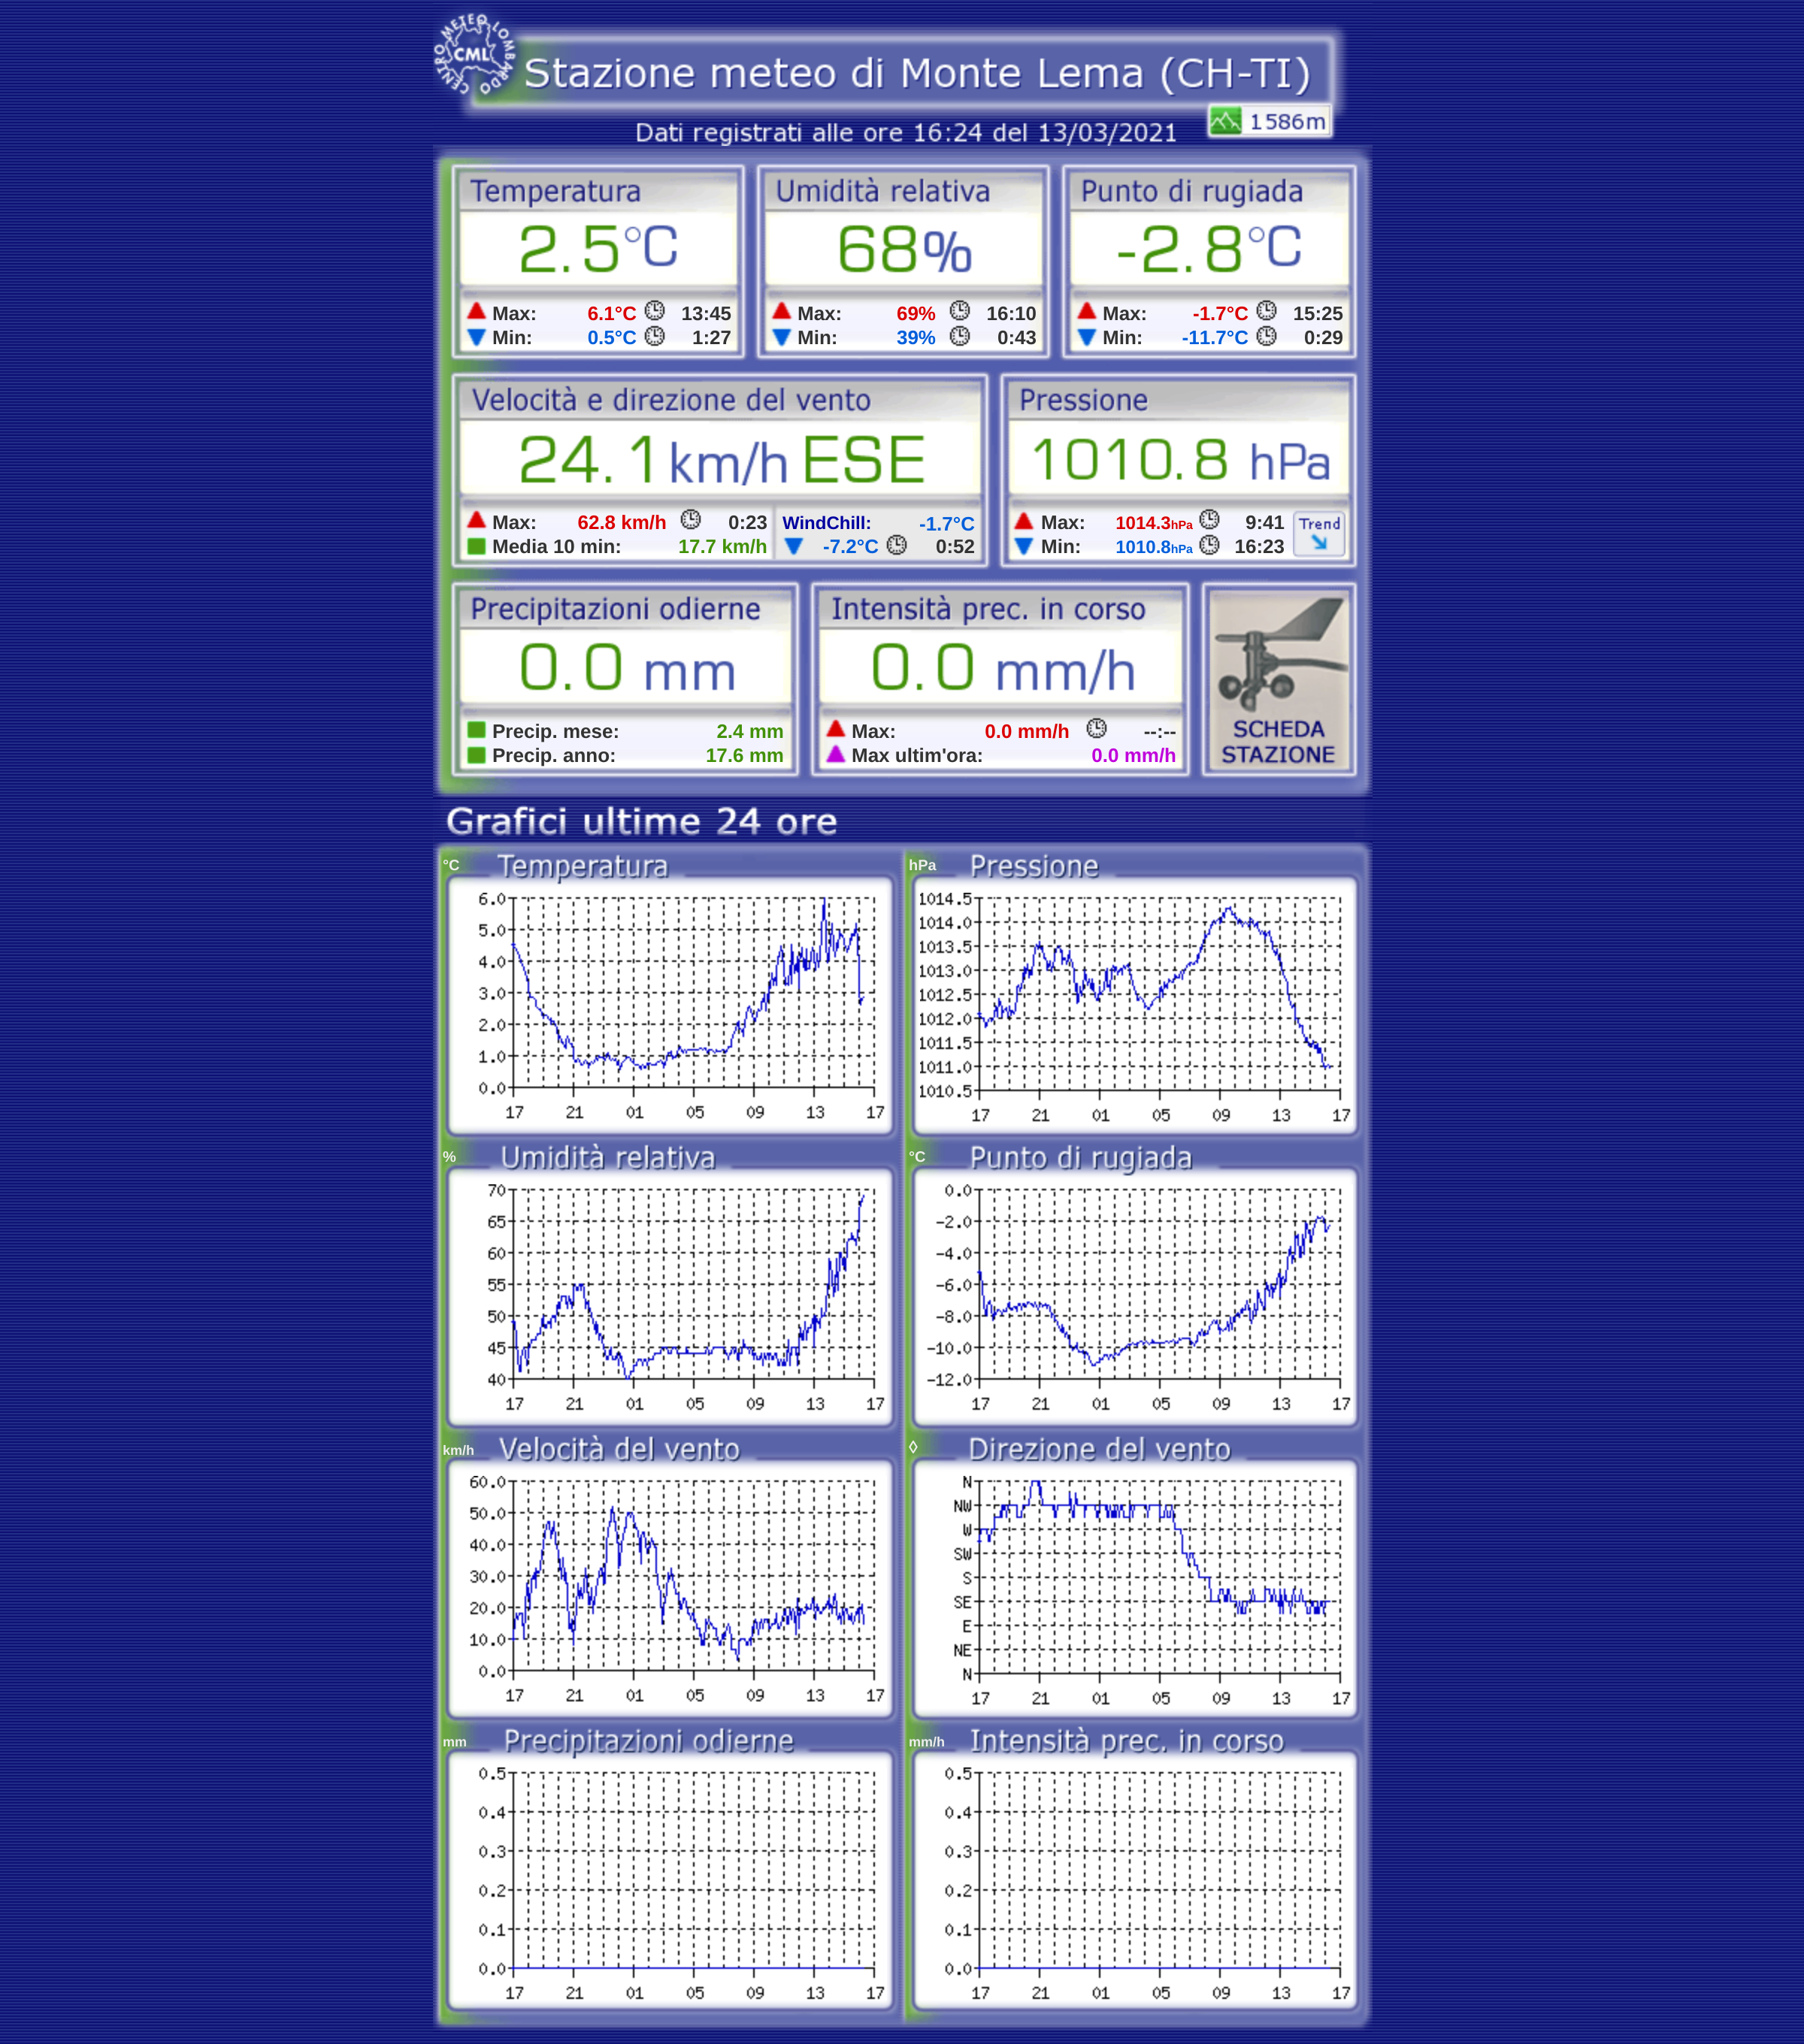 CENTRO METEO LOMBARDO
CML
Stazione meteo di Monte Lema (CH-TI)
1586m
Dati registrati alle ore 16:24 del 13/03/2021
Temperatura
2.5°C
Max: 6.1°C 13:45
Min: 0.5°C 1:27
Umidità relativa
68%
Max: 69% 16:10
Min: 39% 0:43
Punto di rugiada
-2.8°C
Max: -1.7°C 15:25
Min: -11.7°C 0:29
Velocità e direzione del vento
24.1 km/h ESE
Max: 62.8 km/h 0:23
Media 10 min: 17.7 km/h
WindChill: -1.7°C
-7.2°C 0:52
Pressione
1010.8 hPa
Max: 1014.3hPa 9:41
Min: 1010.8hPa 16:23
Trend
Precipitazioni odierne
0.0 mm
Precip. mese: 2.4 mm
Precip. anno: 17.6 mm
Intensità prec. in corso
0.0 mm/h
Max: 0.0 mm/h --:--
Max ultim'ora: 0.0 mm/h
SCHEDA
STAZIONE
Grafici ultime 24 ore
°C Temperatura
6.0
5.0
4.0
3.0
2.0
1.0
0.0
17 21 01 05 09 13 17
hPa Pressione
1014.5
1014.0
1013.5
1013.0
1012.5
1012.0
1011.5
1011.0
1010.5
17 21 01 05 09 13 17
% Umidità relativa
70
65
60
55
50
45
40
17 21 01 05 09 13 17
°C Punto di rugiada
0.0
-2.0
-4.0
-6.0
-8.0
-10.0
-12.0
17 21 01 05 09 13 17
km/h Velocità del vento
60.0
50.0
40.0
30.0
20.0
10.0
0.0
17 21 01 05 09 13 17
◊ Direzione del vento
N
NW
W
SW
S
SE
E
NE
N
17 21 01 05 09 13 17
mm Precipitazioni odierne
0.5
0.4
0.3
0.2
0.1
0.0
17 21 01 05 09 13 17
mm/h Intensità prec. in corso
0.5
0.4
0.3
0.2
0.1
0.0
17 21 01 05 09 13 17